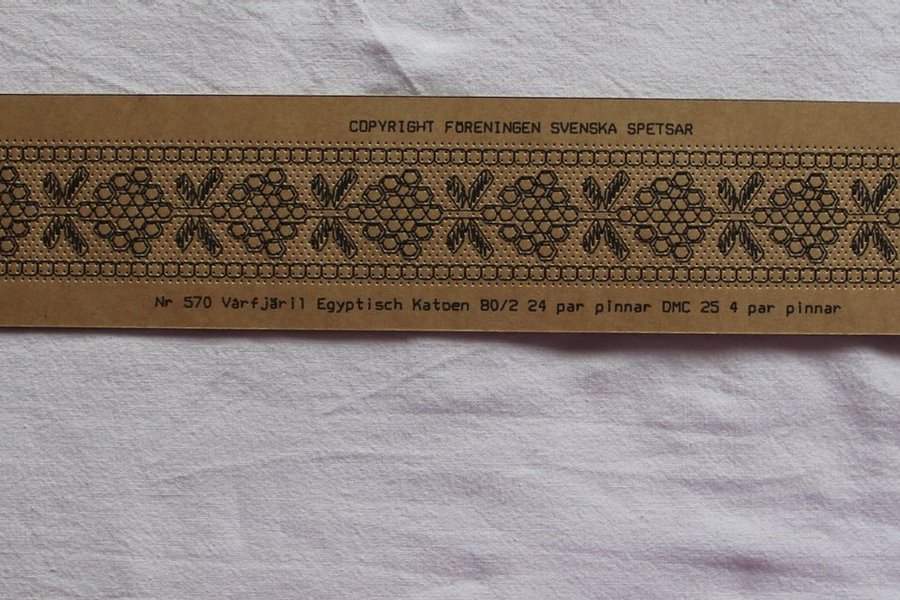 COPYRIGHT FÖRENINGEN SVENSKA SPETSAR
Nr 570 Vårfjäril Egyptisch Katoen 80/2 24 par pinnar DMC 25 4 par pinnar